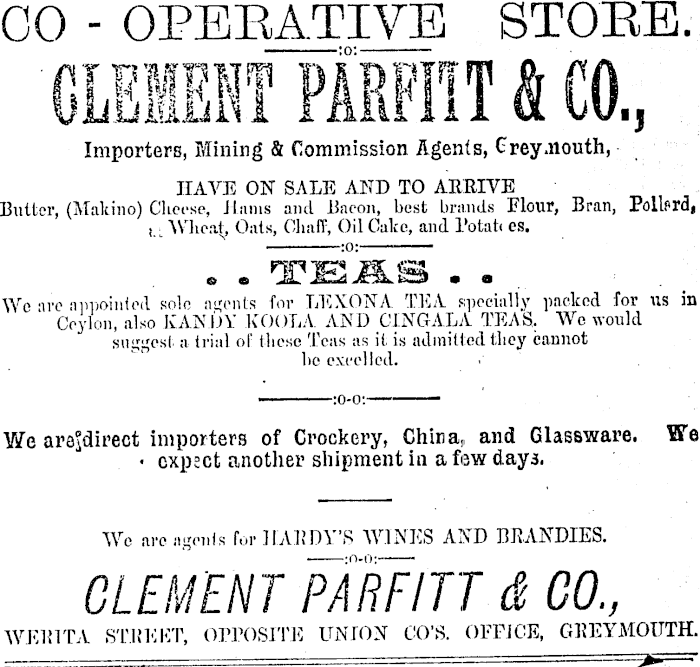 CO - OPERATIVE STORE.
:o:
CLEMENT PARFITT & CO.,
Importers, Mining & Commission Agents, Greymouth,
HAVE ON SALE AND TO ARRIVE
Butter, (Makino) Cheese, Hams and Bacon, best brands Flour, Bran, Pollard,
Wheat, Oats, Chaff, Oil Cake, and Potatoes.
:o:
. . TEAS . .
We are appointed sole agents for LEXONA TEA specially packed for us in
Ceylon, also KANDY KOOLA AND CINGALA TEAS. We would
suggest a trial of these Teas as it is admitted they cannot
be excelled.
:o-o:
We are direct importers of Crockery, China, and Glassware. We
expect another shipment in a few days.
We are agents for HARDY'S WINES AND BRANDIES.
:o-o:
CLEMENT PARFITT & CO.,
WERITA STREET, OPPOSITE UNION CO'S. OFFICE, GREYMOUTH.